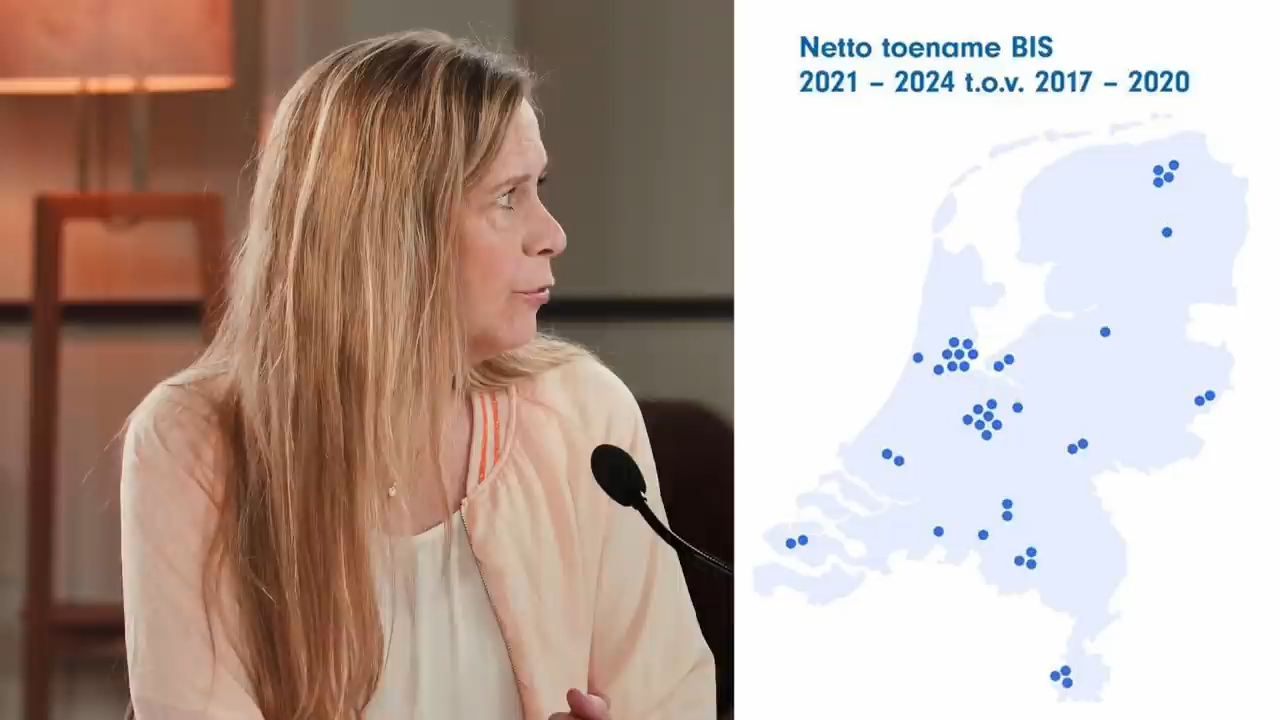 Netto toename BIS
2021 – 2024 t.o.v. 2017 – 2020